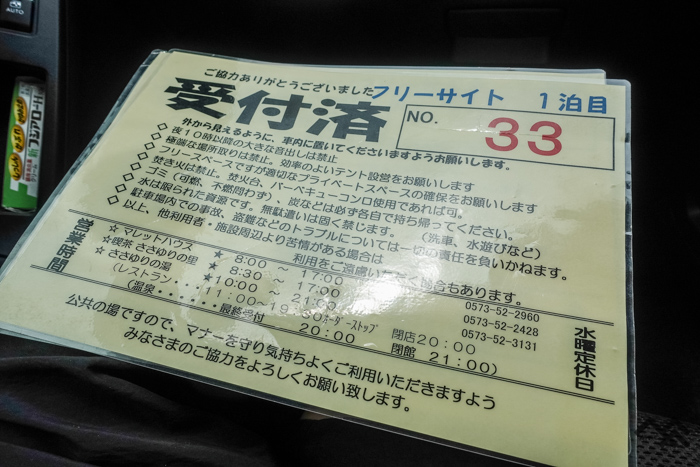 ご協力ありがとうございました
フリーサイト 1泊目
受付済
NO. 33
外から見えるように、車内に置いてくださいますようお願いします。
◇夜10時以降の大きな音出しは禁止
◇極端な場所取りは禁止。効率のよいテント設営をお願いします
◇フリースペースですが適切なプライベートスペースの確保をお願いします
◇焚き火は禁止。焚火台、バーベキューコンロ使用であれば可。
◇ゴミ(可燃、不燃問わず) 炭などは必ず各自で持ち帰ってください。
◇水は限られた資源です。無駄遣いは固く禁じます。(洗車、水遊びなど)
◇駐車場内での事故、盗難などのトラブルについては一切の責任を負いかねます。
◇以上、他利用者・施設周辺より苦情がある場合は
利用をご遠慮いただく場合もあります。
営業時間
☆マレットハウス ★ 8:00 ~ 17:00 0573-52-2960
☆喫茶 ささゆりの里 ★ 8:30 ~ 17:00 0573-52-2428
☆ささゆりの湯 ★ 10:00 ~ 21:00 0573-52-3131
(レストラン・・・・11:00~19:30オーダーストップ 閉店20:00
(温泉・・・・・・最終受付 20:00 閉館 21:00)
水曜定休日
公共の場ですので、マナーを守り気持ちよくご利用いただきますよう
みなさまのご協力をよろしくお願い致します。
AUTO